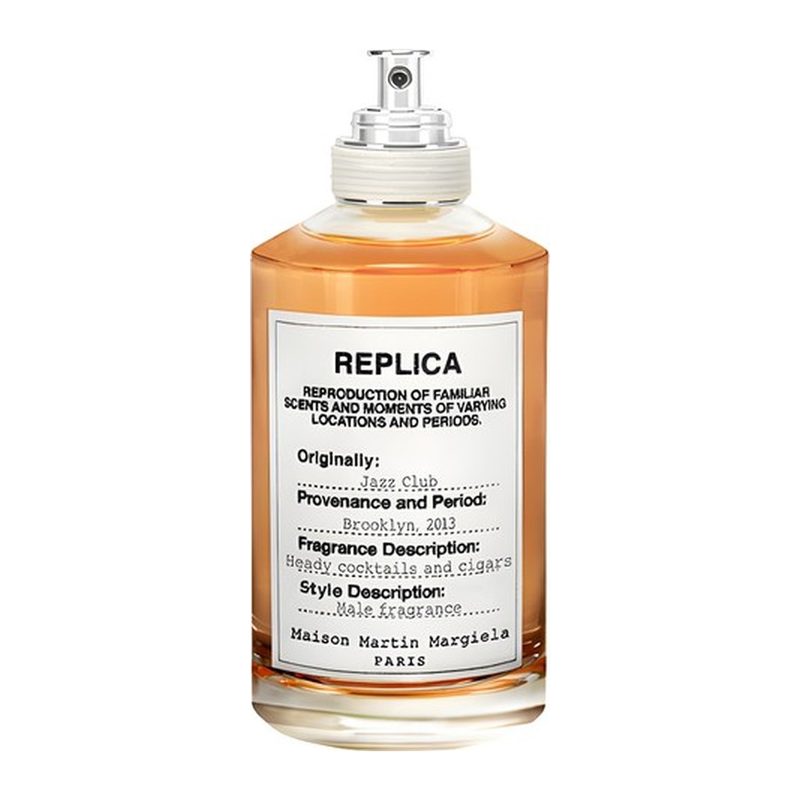 REPLICA
REPRODUCTION OF FAMILIAR
SCENTS AND MOMENTS OF VARYING
LOCATIONS AND PERIODS.
Originally:
Jazz Club
Provenance and Period:
Brooklyn, 2013
Fragrance Description:
Heady cocktails and cigars
Style Description:
Male fragrance
Maison Martin Margiela
PARIS